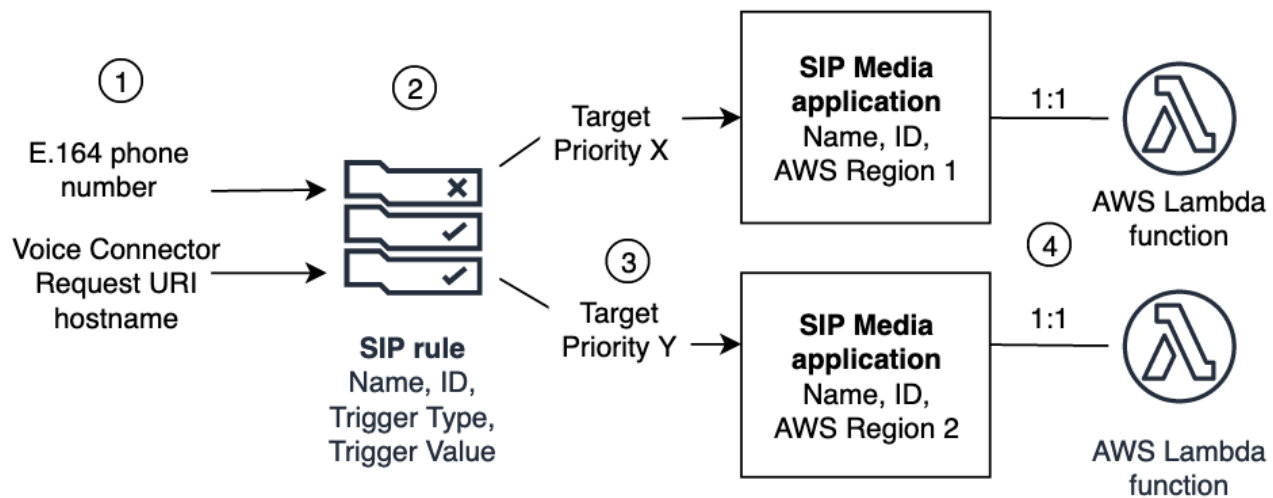 1
E.164 phone
number
Voice Connector
Request URI
hostname
2
SIP rule
Name, ID,
Trigger Type,
Trigger Value
Target
Priority X
3
Target
Priority Y
SIP Media
application
Name, ID,
AWS Region 1
SIP Media
application
Name, ID,
AWS Region 2
1:1
4
1:1
AWS Lambda
function
AWS Lambda
function